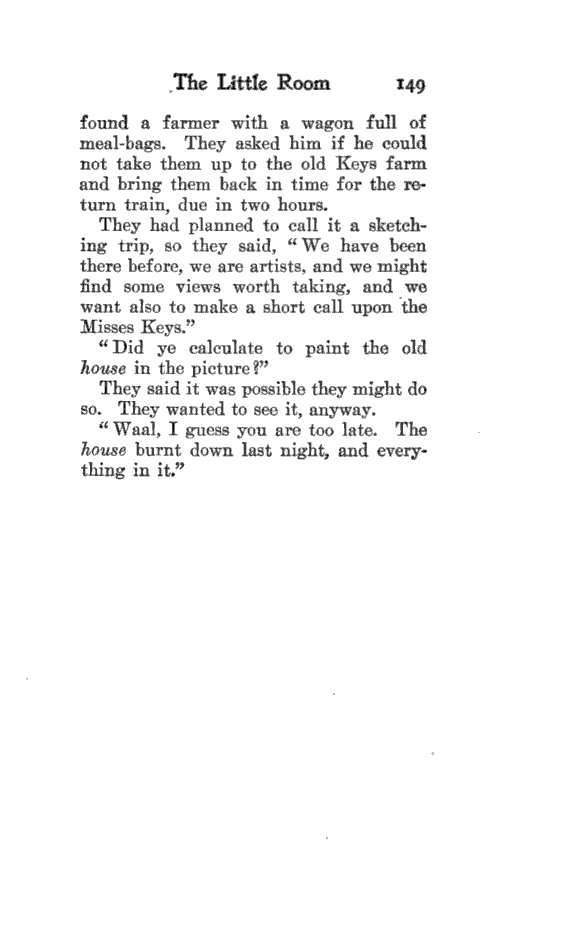 The Little Room 149
found a farmer with a wagon full of
meal-bags. They asked him if he could
not take them up to the old Keys farm
and bring them back in time for the re-
turn train, due in two hours.
They had planned to call it a sketch-
ing trip, so they said, “We have been
there before, we are artists, and we might
find some views worth taking, and we
want also to make a short call upon the
Misses Keys.”
“Did ye calculate to paint the old
house in the picture?”
They said it was possible they might do
so. They wanted to see it, anyway.
“Waal, I guess you are too late. The
house burnt down last night, and every-
thing in it.”